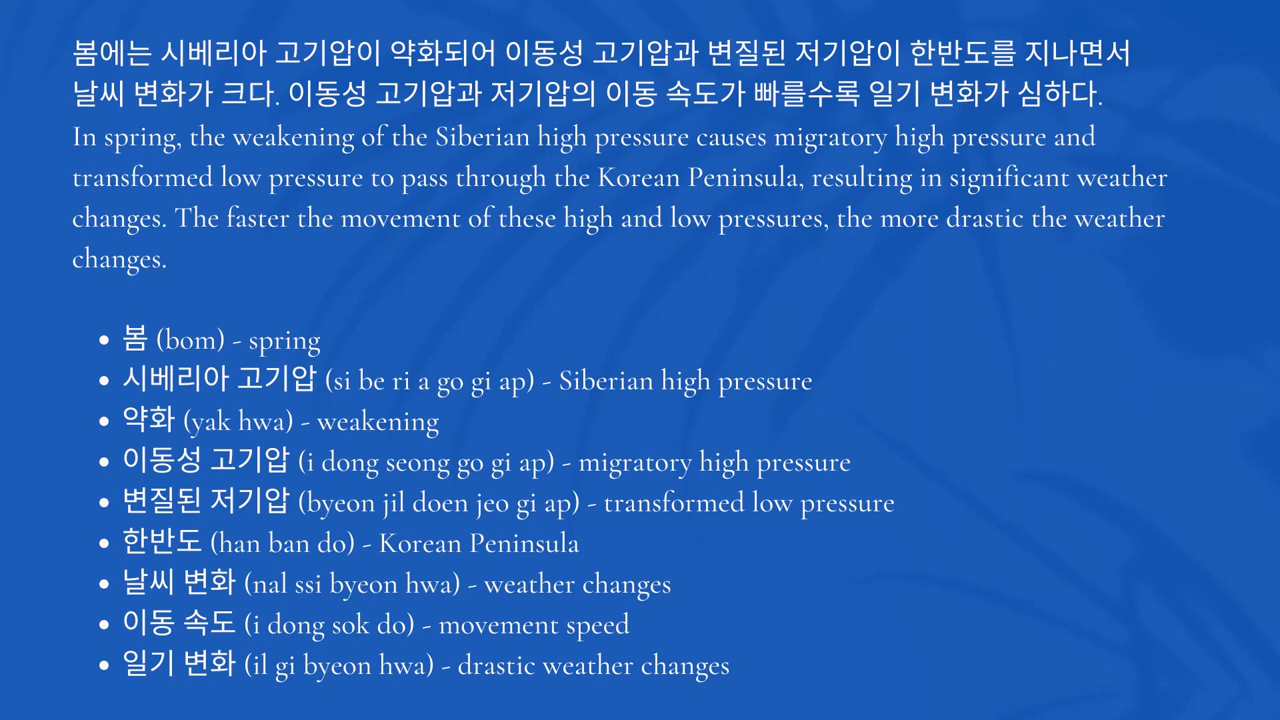 봄에는 시베리아 고기압이 약화되어 이동성 고기압과 변질된 저기압이 한반도를 지나면서
날씨 변화가 크다. 이동성 고기압과 저기압의 이동 속도가 빠를수록 일기 변화가 심하다.
In spring, the weakening of the Siberian high pressure causes migratory high pressure and
transformed low pressure to pass through the Korean Peninsula, resulting in significant weather
changes. The faster the movement of these high and low pressures, the more drastic the weather
changes.
• 봄 (bom) - spring
• 시베리아 고기압 (si be ri a go gi ap) - Siberian high pressure
• 약화 (yak hwa) - weakening
• 이동성 고기압 (i dong seong go gi ap) - migratory high pressure
• 변질된 저기압 (byeon jil doen jeo gi ap) - transformed low pressure
• 한반도 (han ban do) - Korean Peninsula
• 날씨 변화 (nal ssi byeon hwa) - weather changes
• 이동 속도 (i dong sok do) - movement speed
• 일기 변화 (il gi byeon hwa) - drastic weather changes